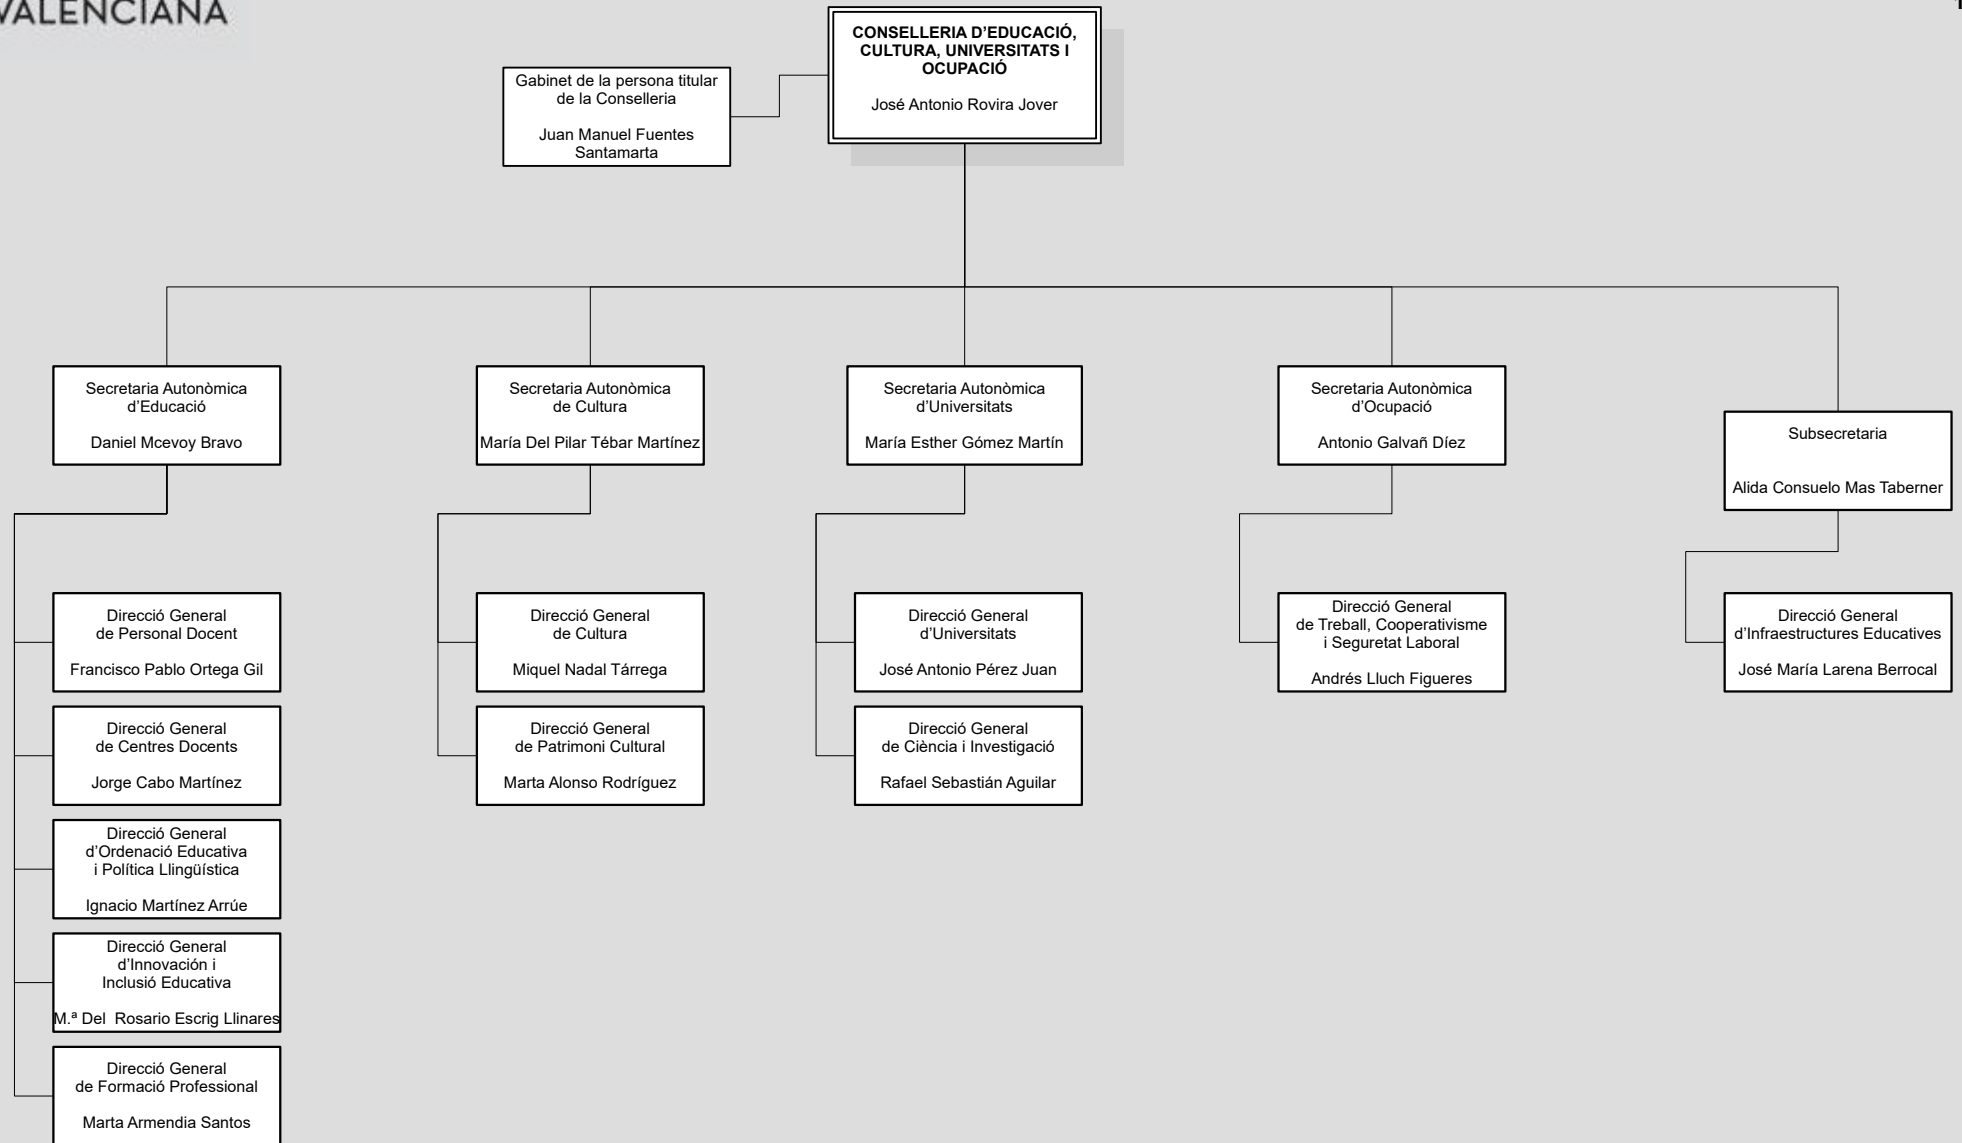 VALENCIANA
CONSELLERIA D’EDUCACIÓ,
CULTURA, UNIVERSITATS I
OCUPACIÓ
José Antonio Rovira Jover
Gabinet de la persona titular
de la Conselleria
Juan Manuel Fuentes
Santamarta
Secretaria Autonòmica
d’Educació
Daniel Mcevoy Bravo
Secretaria Autonòmica
de Cultura
María Del Pilar Tébar Martínez
Secretaria Autonòmica
d’Universitats
María Esther Gómez Martín
Secretaria Autonòmica
d’Ocupació
Antonio Galvañ Díez
Subsecretaria
Alida Consuelo Mas Taberner
Direcció General
de Personal Docent
Francisco Pablo Ortega Gil
Direcció General
de Centres Docents
Jorge Cabo Martínez
Direcció General
d’Ordenació Educativa
i Política Llingüística
Ignacio Martínez Arrúe
Direcció General
d’Innovación i
Inclusió Educativa
M.ª Del  Rosario Escrig Llinares
Direcció General
de Formació Professional
Marta Armendia Santos
Direcció General
de Cultura
Miquel Nadal Tárrega
Direcció General
de Patrimoni Cultural
Marta Alonso Rodríguez
Direcció General
d’Universitats
José Antonio Pérez Juan
Direcció General
de Ciència i Investigació
Rafael Sebastián Aguilar
Direcció General
de Treball, Cooperativisme
i Seguretat Laboral
Andrés Lluch Figueres
Direcció General
d’Infraestructures Educatives
José María Larena Berrocal